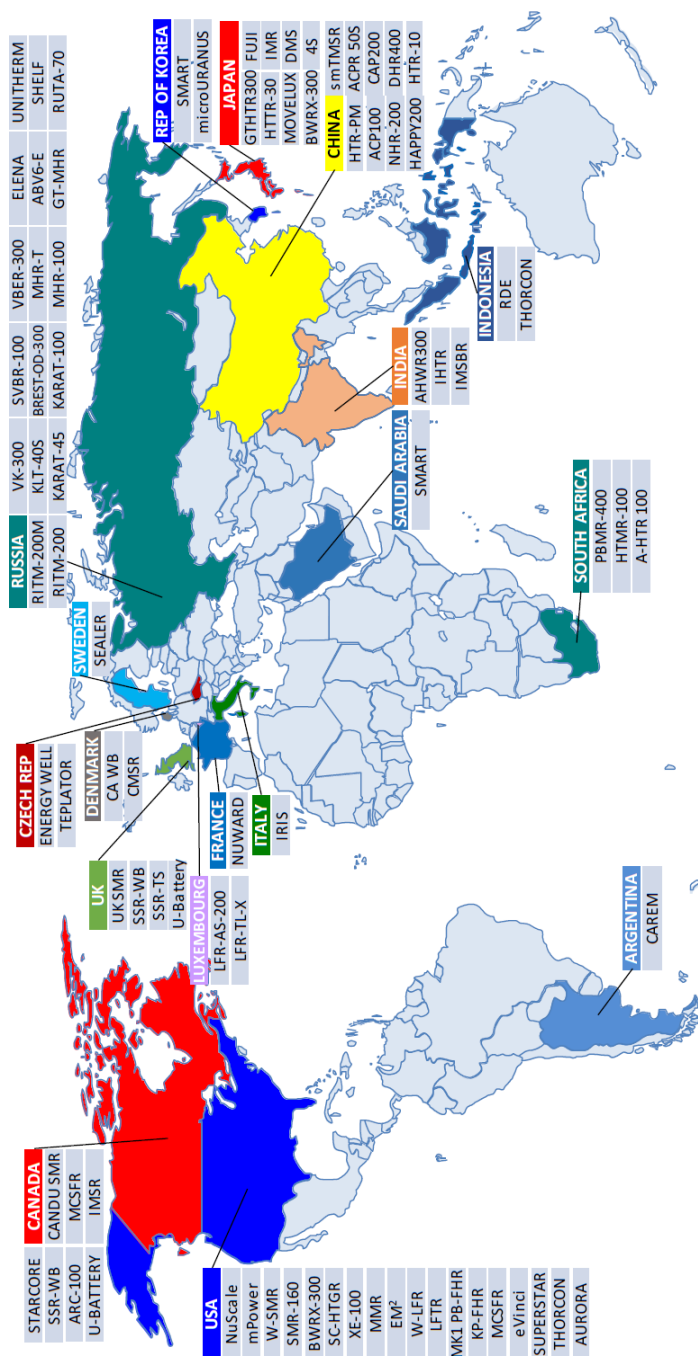 STARCORE CANADA
SSR-WB CANDU SMR
ARC-100 MCSFR
U-BATTERY IMSR
USA
NuScale
mPower
W-SMR
SMR-160
BWRX-300
SC-HTGR
XE-100
MMR
EM²
W-LFR
LFTR
MK1 PB-FHR
KP-FHR
MCSFR
eVinci
SUPERSTAR
THORCON
AURORA
ARGENTINA
CAREM
UK
UK SMR
SSR-WB
SSR-TS
U-Battery
LUXEMBOURG
LFR-AS-200
LFR-TL-X
CZECH REP
ENERGY WELL
TEPLATOR
DENMARK
CA WB
CMSR
FRANCE
NUWARD
ITALY
IRIS
SWEDEN
SEALER
RUSSIA VK-300 SVBR-100 VBER-300 ELENA UNITHERM
RITM-200M KLT-40S BREST-OD-300 MHR-T ABV6-E SHELF
RITM-200 KARAT-45 KARAT-100 MHR-100 GT-MHR RUTA-70
REP OF KOREA
SMART
microURANUS
JAPAN
GTHTR300 FUJI
HTTR-30 IMR
MOVELUX DMS
BWRX-300 4S
CHINA smTMSR
HTR-PM ACPR 50S
ACP100 CAP200
NHR-200 DHR400
HAPPY200 HTR-10
SAUDI ARABIA
SMART
INDIA
AHWR300
IHTR
IMSBR
INDONESIA
RDE
THORCON
SOUTH AFRICA
PBMR-400
HTMR-100
A-HTR 100